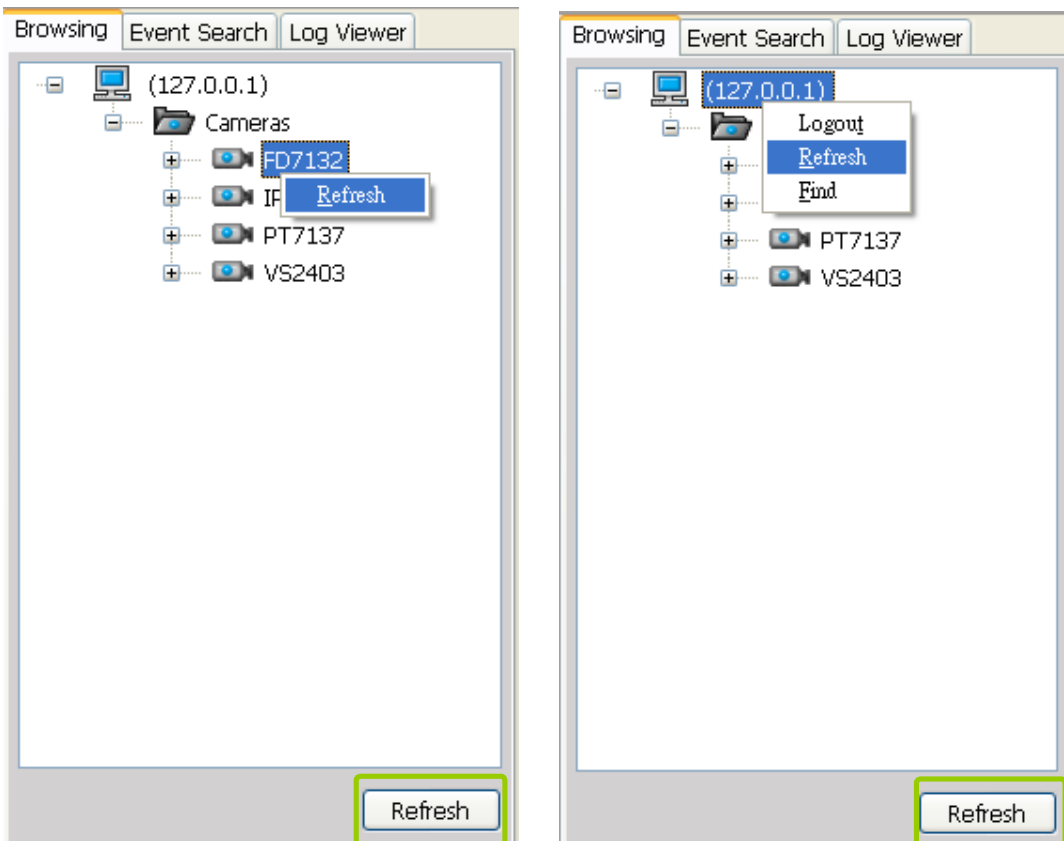 Browsing Event Search Log Viewer
(127.0.0.1)
Cameras
FD7132
Refresh
PT7137
VS2403
Refresh
Browsing Event Search Log Viewer
(127.0.0.1)
Logout
Refresh
Find
PT7137
VS2403
Refresh